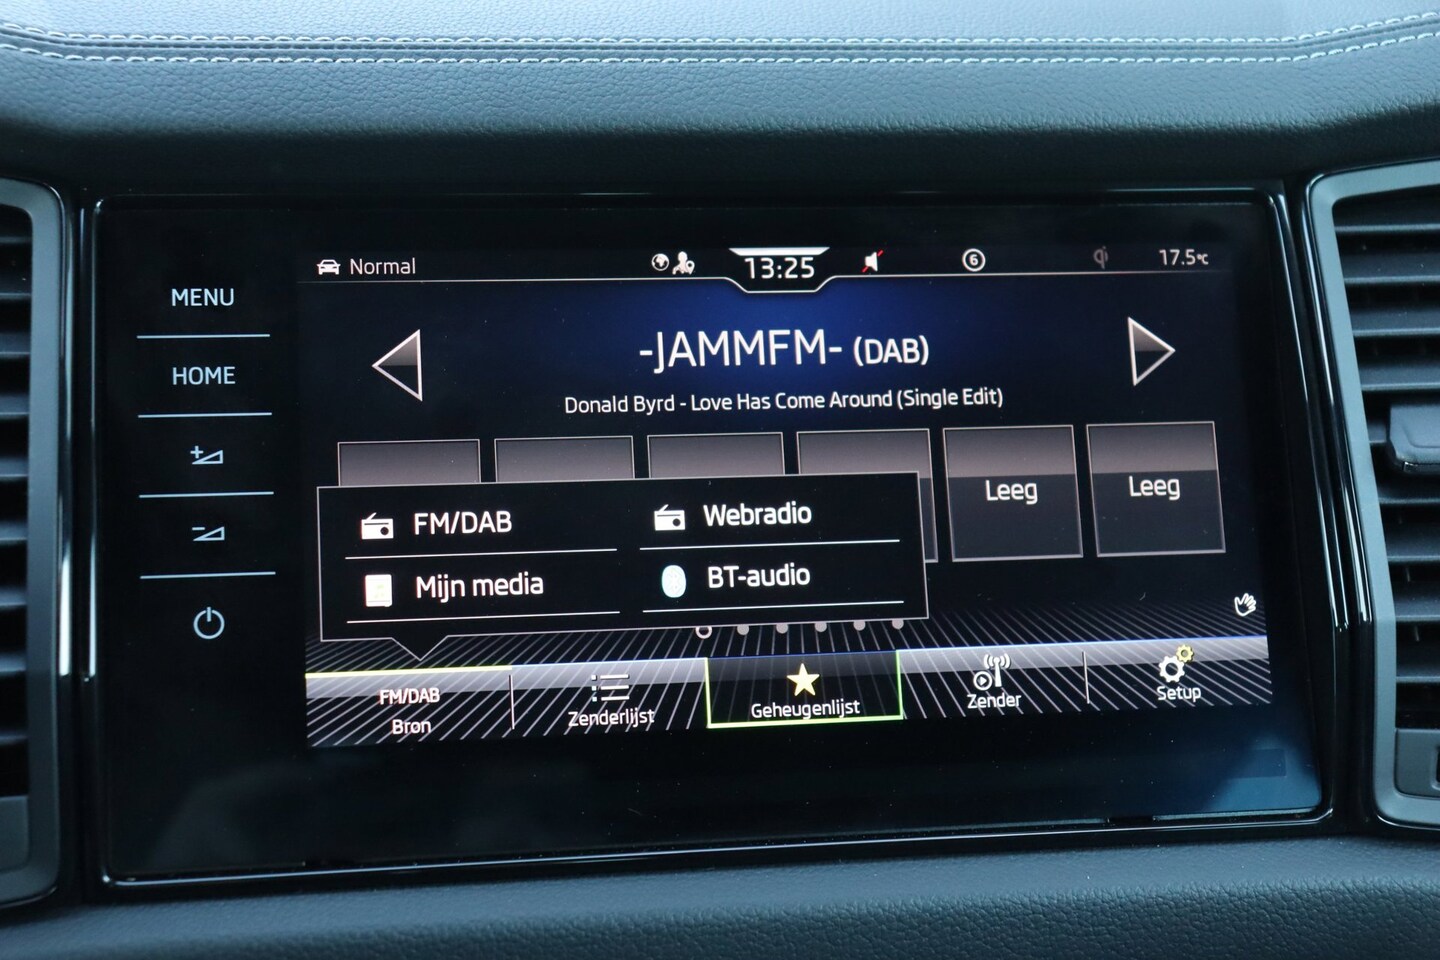 MENU
HOME
Normal
13:25
6
17.5°C
-JAMMFM- (DAB)
Donald Byrd - Love Has Come Around (Single Edit)
Leeg
Leeg
FM/DAB
Webradio
Mijn media
BT-audio
FM/DAB
Bron
Zenderlijst
Geheugenlijst
Zender
Setup